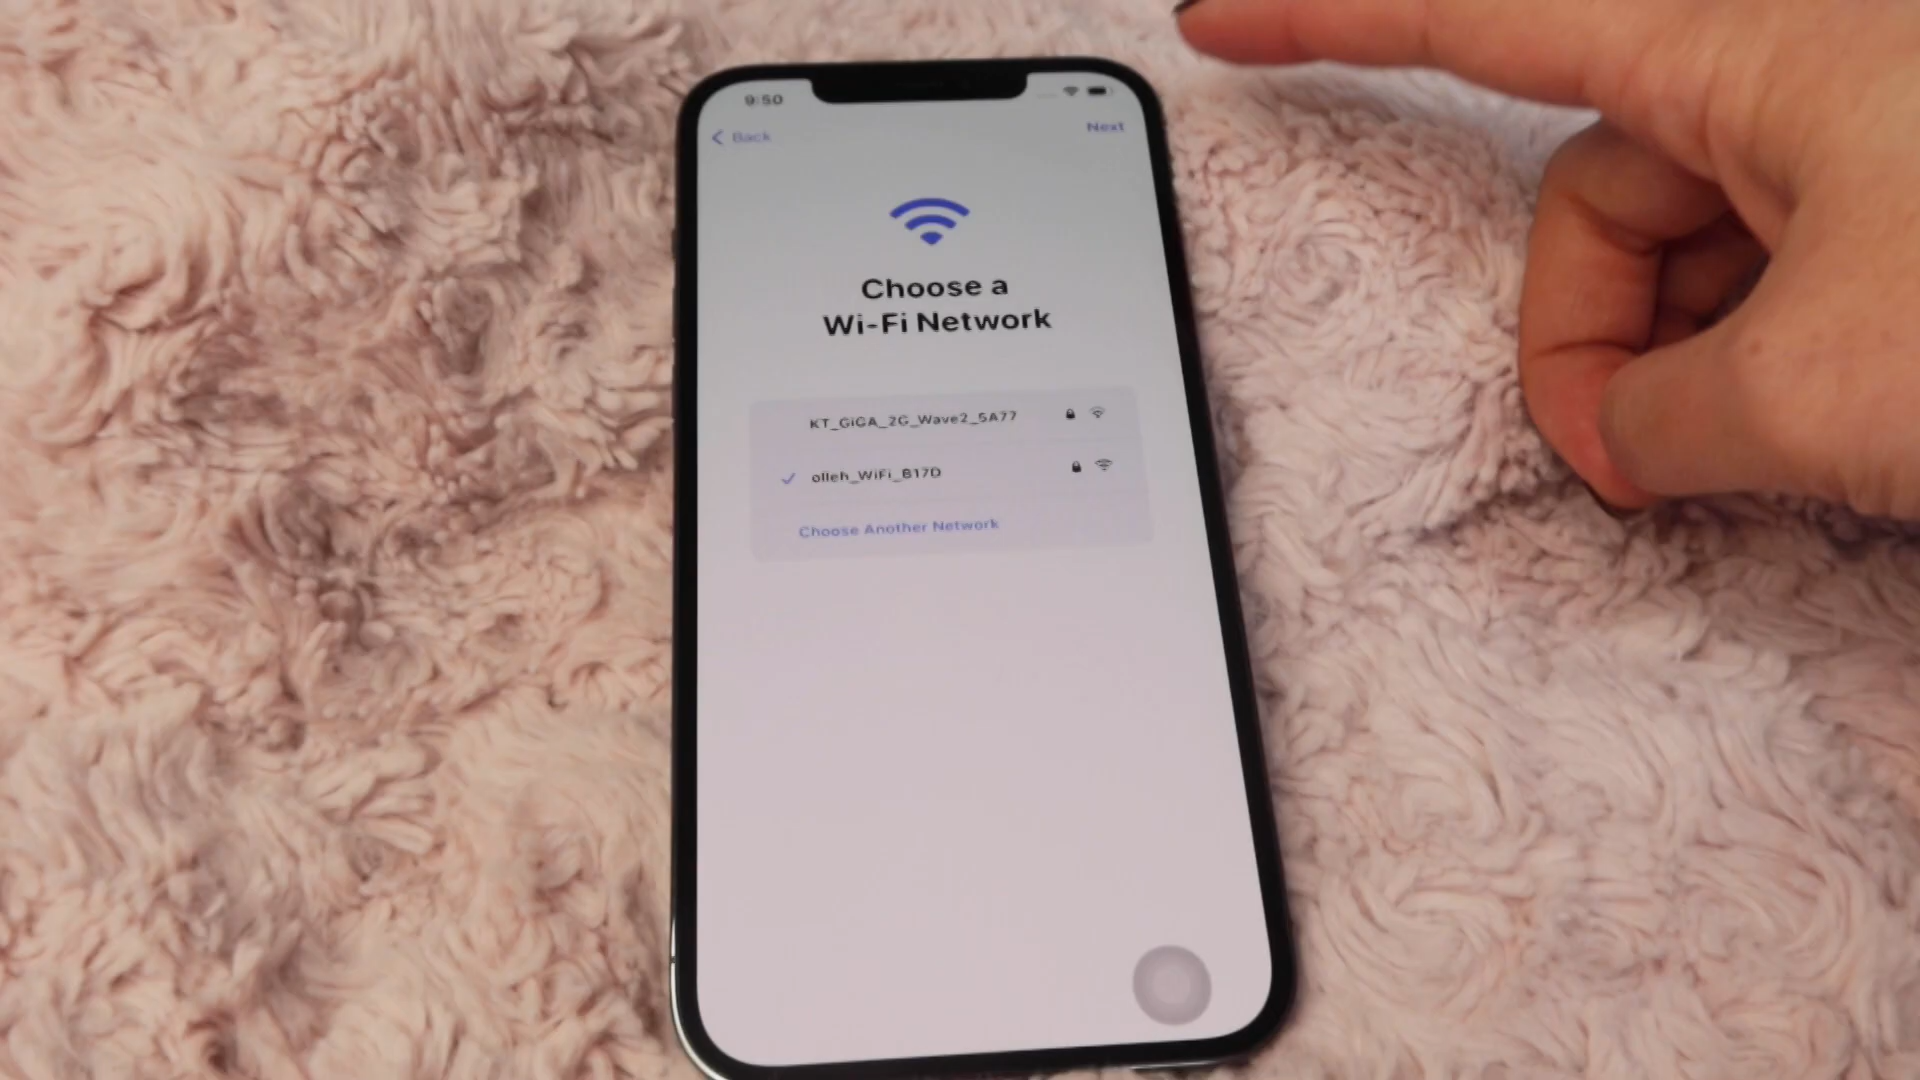 9:50
Back
Next
Choose a
Wi-Fi Network
KT_GiGA_2G_Wave2_5A77
olleh_WiFi_B17D
Choose Another Network